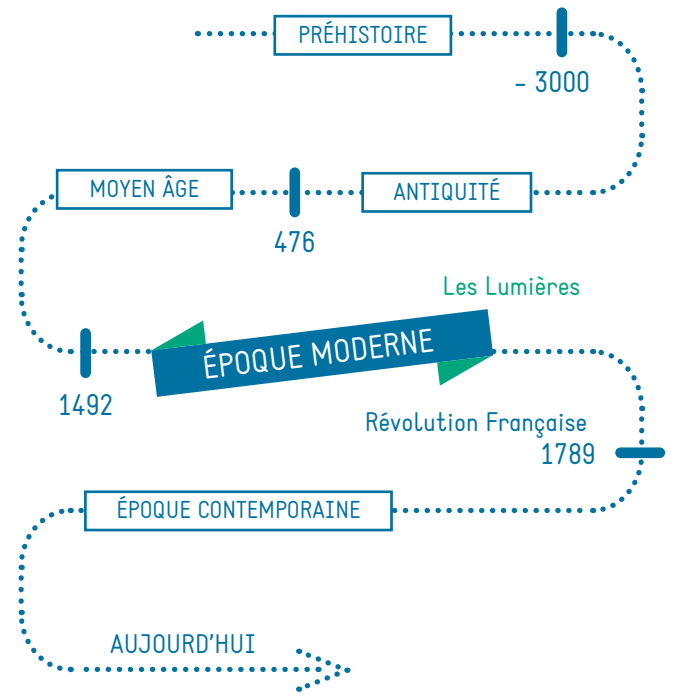 PRÉHISTOIRE
- 3000
MOYEN ÂGE
ANTIQUITÉ
476
Les Lumières
ÉPOQUE MODERNE
1492
Révolution Française
1789
ÉPOQUE CONTEMPORAINE
AUJOURD'HUI